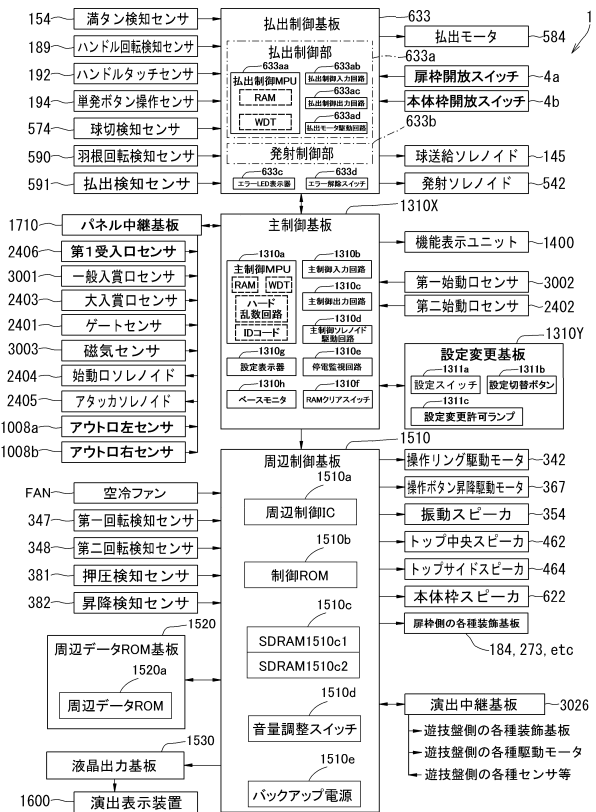 1
154
満タン検知センサ
189
ハンドル回転検知センサ
192
ハンドルタッチセンサ
194
単発ボタン操作センサ
574
球切検知センサ
590
羽根回転検知センサ
591
払出検知センサ
払出制御基板
633
払出制御部
633a
633aa
払出制御MPU
RAM
WDT
633ab
払出制御入力回路
633ac
払出制御出力回路
633ad
払出モータ駆動回路
633b
発射制御部
633c
エラーLED表示器
633d
エラー解除スイッチ
払出モータ
584
扉枠開放スイッチ
4a
本体枠開放スイッチ
4b
球送給ソレノイド
145
発射ソレノイド
542
1710
パネル中継基板
2406
第1受入口センサ
3001
一般入賞口センサ
2403
大入賞口センサ
2401
ゲートセンサ
3003
磁気センサ
2404
始動口ソレノイド
2405
アタッカソレノイド
1008a
アウトロ左センサ
1008b
アウトロ右センサ
1310X
主制御基板
1310a
主制御MPU
RAM
WDT
ハード
乱数回路
IDコード
1310b
主制御入力回路
1310c
主制御出力回路
1310d
主制御ソレノイド
駆動回路
1310g
設定表示器
1310e
停電監視回路
1310h
ベースモニタ
1310f
RAMクリアスイッチ
機能表示ユニット
1400
第一始動口センサ
3002
第二始動口センサ
2402
1310Y
設定変更基板
1311a
設定スイッチ
1311b
設定切替ボタン
1311c
設定変更許可ランプ
1510
周辺制御基板
1510a
周辺制御IC
1510b
制御ROM
1510c
SDRAM1510c1
SDRAM1510c2
1510d
音量調整スイッチ
1510e
バックアップ電源
FAN
空冷ファン
347
第一回転検知センサ
348
第二回転検知センサ
381
押圧検知センサ
382
昇降検知センサ
1520
周辺データROM基板
1520a
周辺データROM
1530
液晶出力基板
1600
演出表示装置
操作リング駆動モータ
342
操作ボタン昇降駆動モータ
367
振動スピーカ
354
トップ中央スピーカ
462
トップサイドスピーカ
464
本体枠スピーカ
622
扉枠側の各種装飾基板
184, 273, etc
演出中継基板
3026
遊技盤側の各種装飾基板
遊技盤側の各種駆動モータ
遊技盤側の各種センサ等